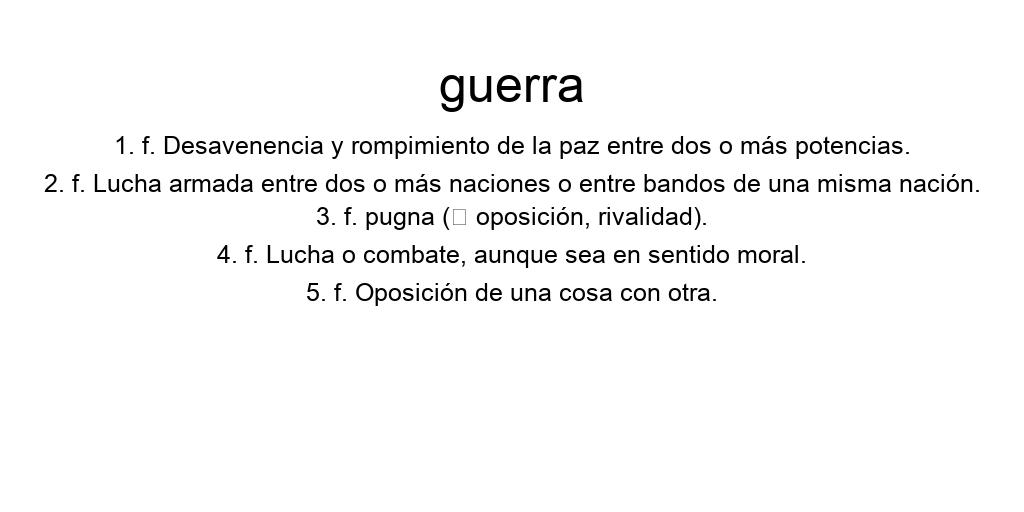 guerra
1. f. Desavenencia y rompimiento de la paz entre dos o más potencias.
2. f. Lucha armada entre dos o más naciones o entre bandos de una misma nación.
3. f. pugna (□ oposición, rivalidad).
4. f. Lucha o combate, aunque sea en sentido moral.
5. f. Oposición de una cosa con otra.